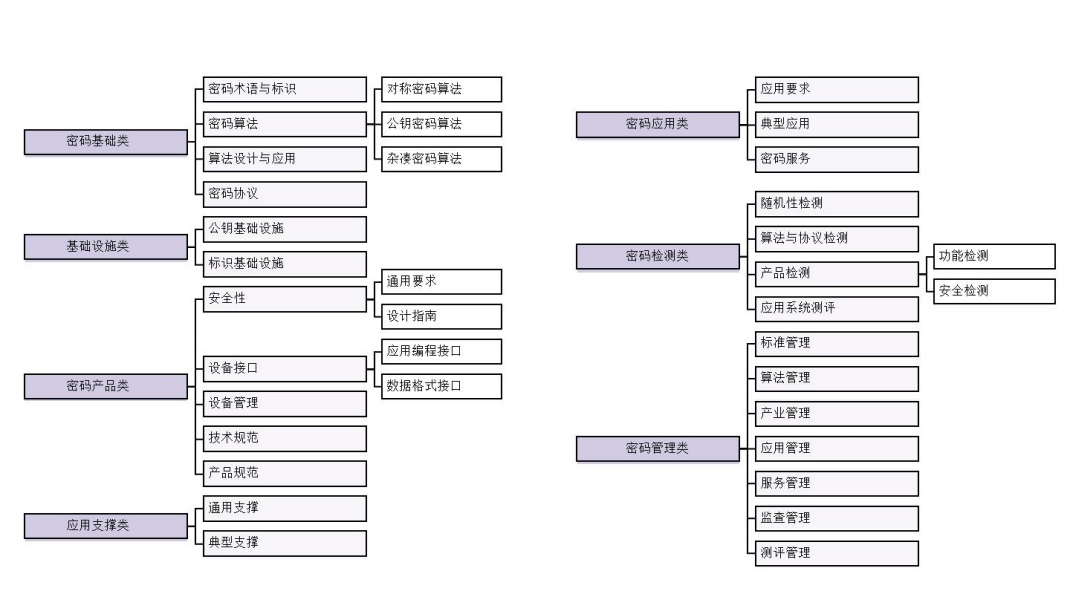 密码基础类
密码术语与标识
密码算法
对称密码算法
公钥密码算法
杂凑密码算法
算法设计与应用
密码协议
基础设施类
公钥基础设施
标识基础设施
密码产品类
安全性
通用要求
设计指南
设备接口
应用编程接口
数据格式接口
设备管理
技术规范
产品规范
应用支撑类
通用支撑
典型支撑
密码应用类
应用要求
典型应用
密码服务
密码检测类
随机性检测
算法与协议检测
产品检测
功能检测
安全检测
应用系统测评
密码管理类
标准管理
算法管理
产业管理
应用管理
服务管理
监查管理
测评管理